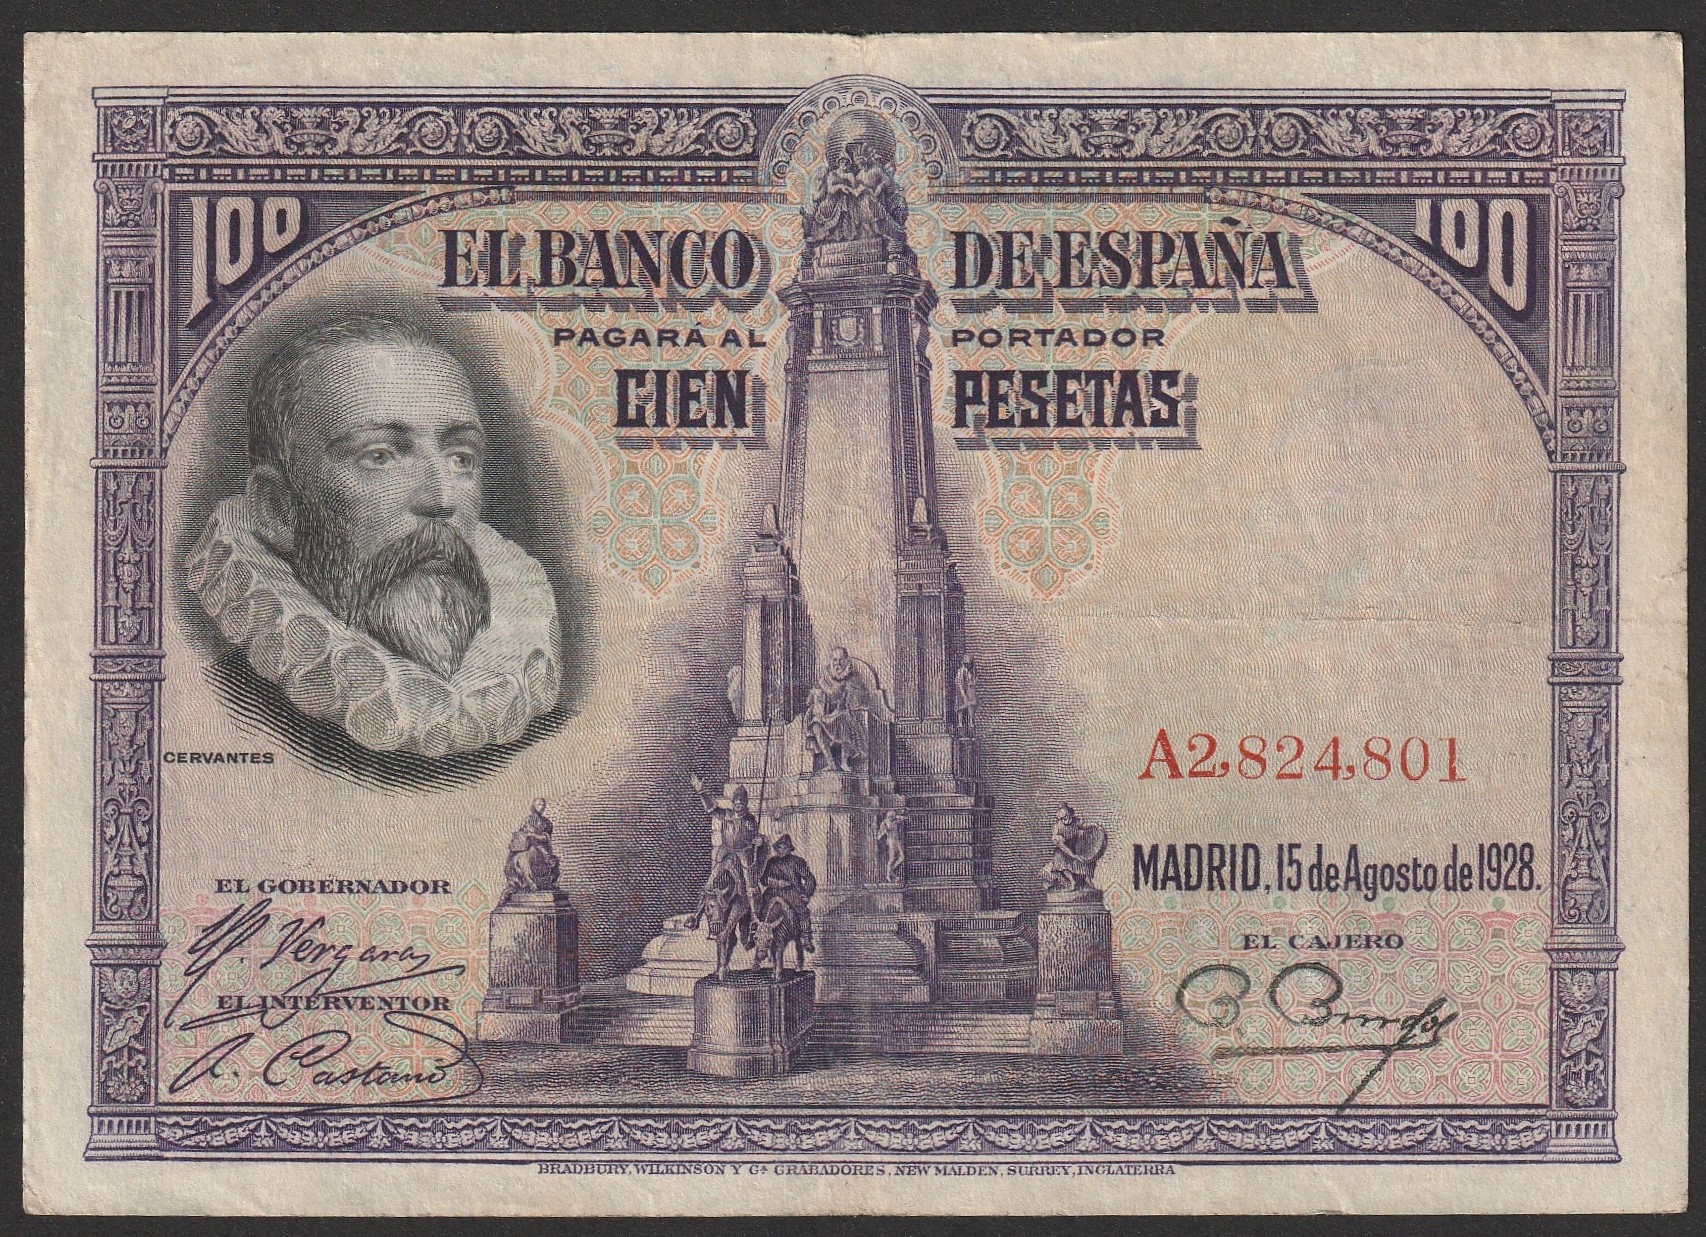 100 100
EL BANCO DE ESPAÑA
PAGARÁ AL PORTADOR
CIEN PESETAS
CERVANTES
A2,824,801
MADRID, 15 de Agosto de 1928.
EL GOBERNADOR
V. Vergara
EL INTERVENTOR
A. Castaño
EL CAJERO
BRADBURY, WILKINSON Y Cª. GRABADORES, NEW MALDEN, SURREY, INGLATERRA